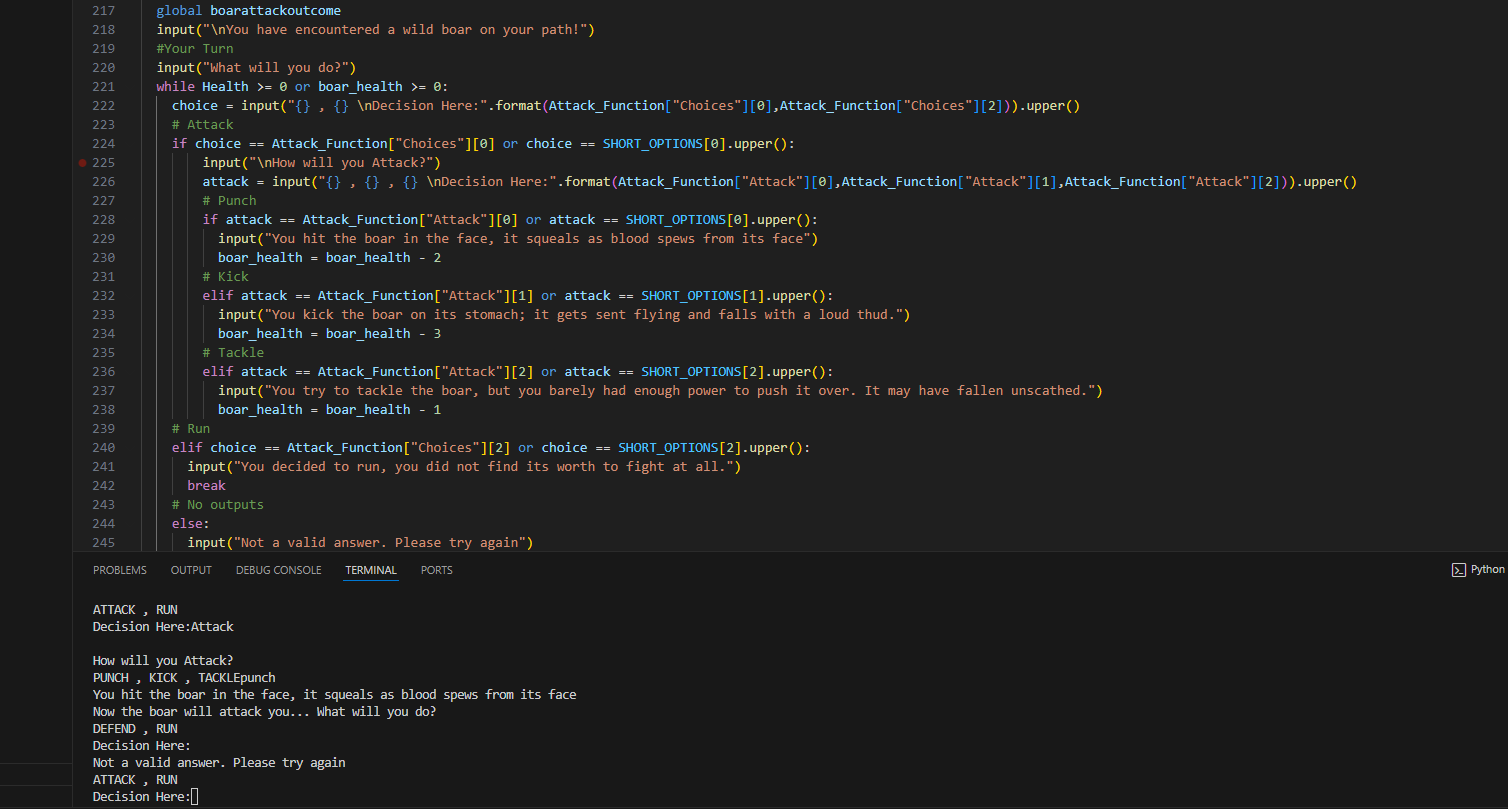 217 global boarattackoutcome
218 input("\nYou have encountered a wild boar on your path!")
219 #Your Turn
220 input("What will you do?")
221 while Health >= 0 or boar_health >= 0:
222 choice = input("{} , {} \nDecision Here:".format(Attack_Function["Choices"][0],Attack_Function["Choices"][2])).upper()
223 # Attack
224 if choice == Attack_Function["Choices"][0] or choice == SHORT_OPTIONS[0].upper():
225 input("\nHow will you Attack?")
226 attack = input("{} , {} , {} \nDecision Here:".format(Attack_Function["Attack"][0],Attack_Function["Attack"][1],Attack_Function["Attack"][2])).upper()
227 # Punch
228 if attack == Attack_Function["Attack"][0] or attack == SHORT_OPTIONS[0].upper():
229 input("You hit the boar in the face, it squeals as blood spews from its face")
230 boar_health = boar_health - 2
231 # Kick
232 elif attack == Attack_Function["Attack"][1] or attack == SHORT_OPTIONS[1].upper():
233 input("You kick the boar on its stomach; it gets sent flying and falls with a loud thud.")
234 boar_health = boar_health - 3
235 # Tackle
236 elif attack == Attack_Function["Attack"][2] or attack == SHORT_OPTIONS[2].upper():
237 input("You try to tackle the boar, but you barely had enough power to push it over. It may have fallen unscathed.")
238 boar_health = boar_health - 1
239 # Run
240 elif choice == Attack_Function["Choices"][2] or choice == SHORT_OPTIONS[2].upper():
241 input("You decided to run, you did not find its worth to fight at all.")
242 break
243 # No outputs
244 else:
245 input("Not a valid answer. Please try again")
PROBLEMS OUTPUT DEBUG CONSOLE TERMINAL PORTS Python
ATTACK , RUN
Decision Here:Attack
How will you Attack?
PUNCH , KICK , TACKLEpunch
You hit the boar in the face, it squeals as blood spews from its face
Now the boar will attack you... What will you do?
DEFEND , RUN
Decision Here:
Not a valid answer. Please try again
ATTACK , RUN
Decision Here: